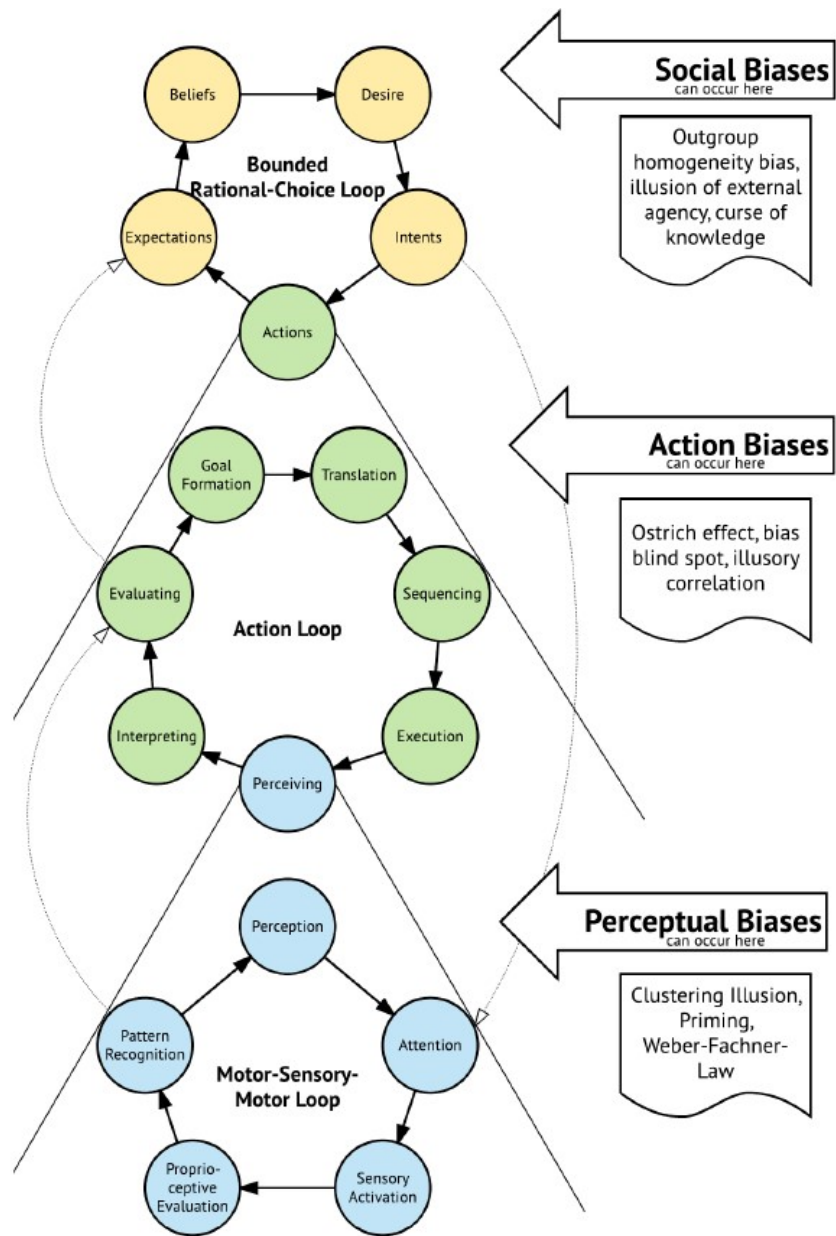 Beliefs
Desire
Bounded
Rational-Choice Loop
Expectations
Intents
Actions
Social Biases
can occur here
Outgroup
homogeneity bias,
illusion of external
agency, curse of
knowledge
Goal
Formation
Translation
Evaluating
Sequencing
Action Loop
Interpreting
Execution
Perceiving
Action Biases
can occur here
Ostrich effect, bias
blind spot, illusory
correlation
Perception
Pattern
Recognition
Attention
Motor-Sensory-
Motor Loop
Proprio-
ceptive
Evaluation
Sensory
Activation
Perceptual Biases
can occur here
Clustering Illusion,
Priming,
Weber-Fachner-
Law